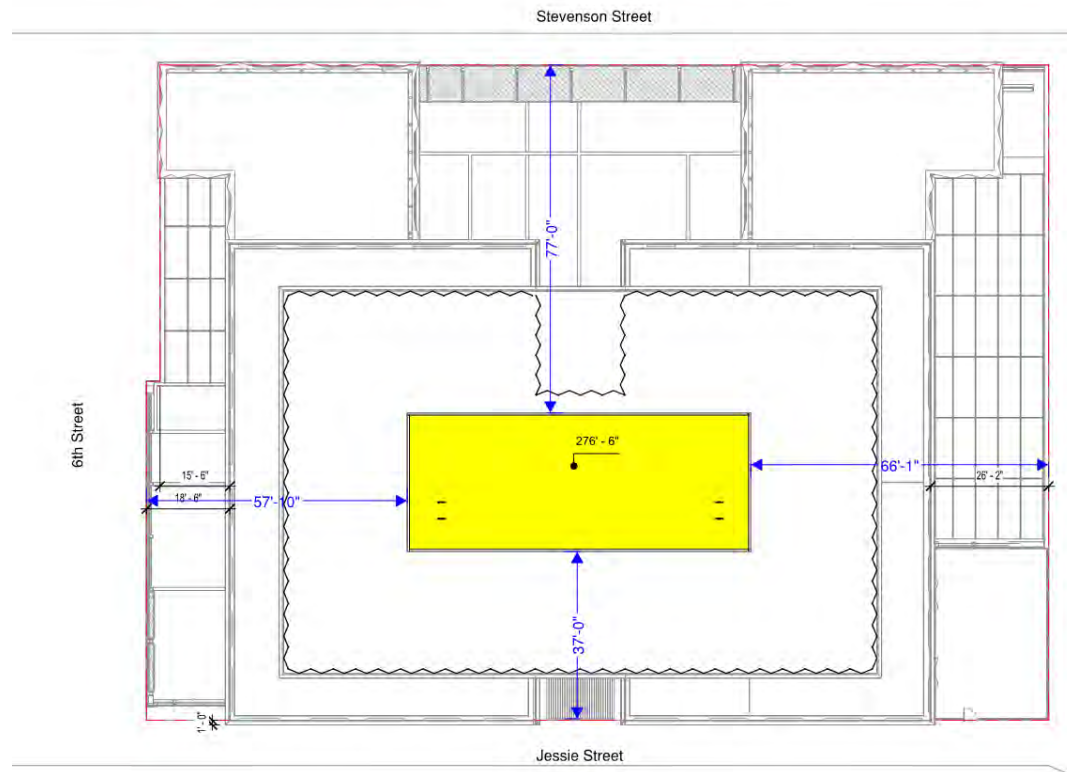 Stevenson Street
77'-0"
6th Street
276' - 6"
15' - 6"
66'-1"
26' - 2"
18' - 6"
57'-10"
37'-0"
1' - 0"
Jessie Street